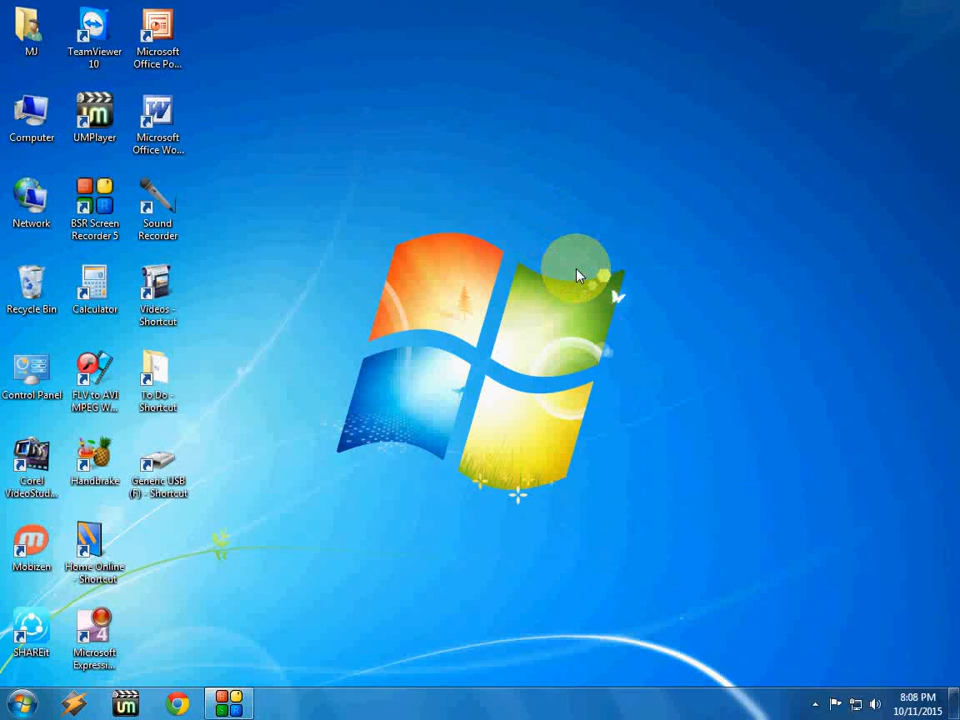 MJ
TeamViewer
10
Microsoft
Office Po...
Computer
UMPlayer
Microsoft
Office Wo...
Network
BSR Screen
Recorder 5
Sound
Recorder
Recycle Bin
Calculator
Videos -
Shortcut
Control Panel
FLV to AVI
MPEG W...
To Do -
Shortcut
Corel
VideoStud...
Handbrake
Generic USB
(F) - Shortcut
Mobizen
Home Online
- Shortcut
SHAREit
Microsoft
Expressi...
8:08 PM
10/11/2015